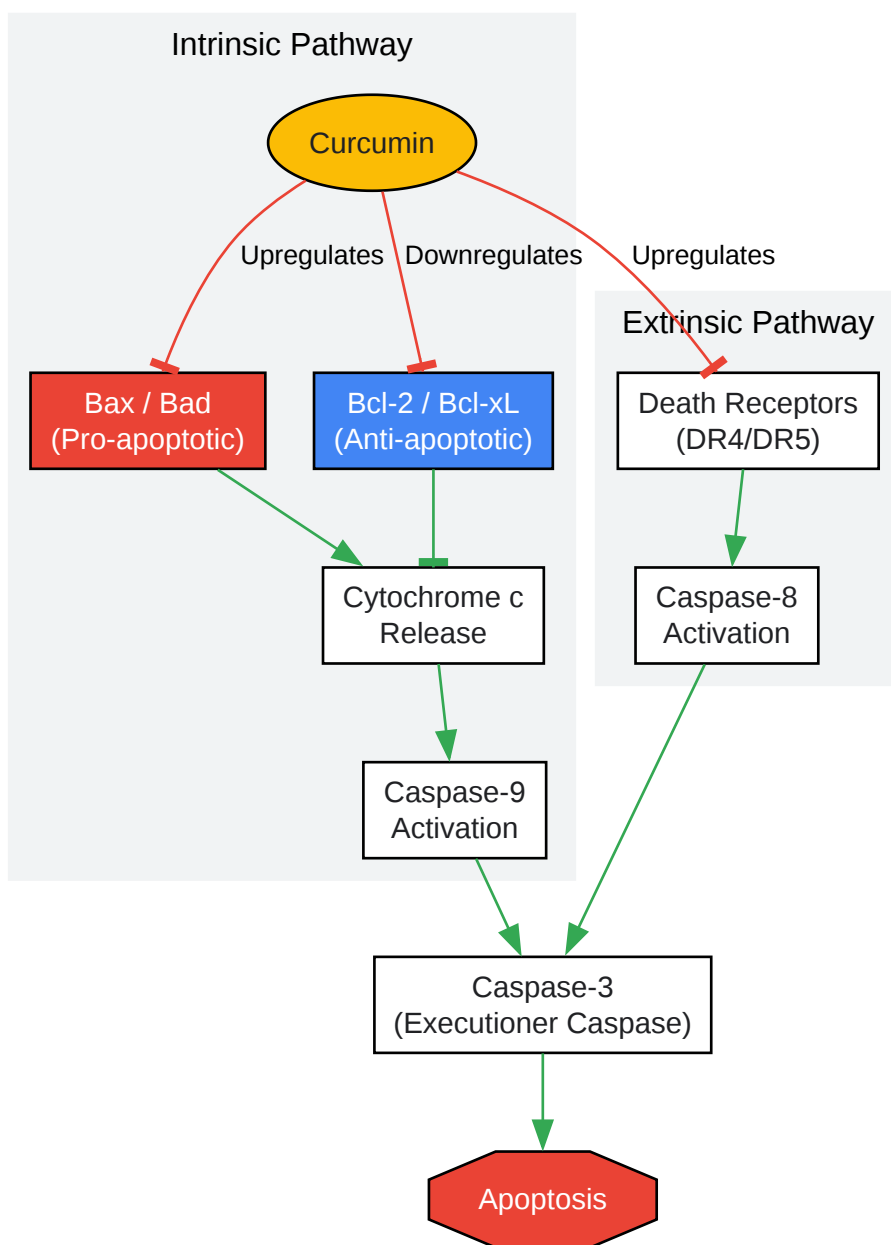 Intrinsic Pathway
Curcumin
Upregulates
Downregulates
Upregulates
Extrinsic Pathway
Bax / Bad
(Pro-apoptotic)
Bcl-2 / Bcl-xL
(Anti-apoptotic)
Death Receptors
(DR4/DR5)
Cytochrome c
Release
Caspase-8
Activation
Caspase-9
Activation
Caspase-3
(Executioner Caspase)
Apoptosis